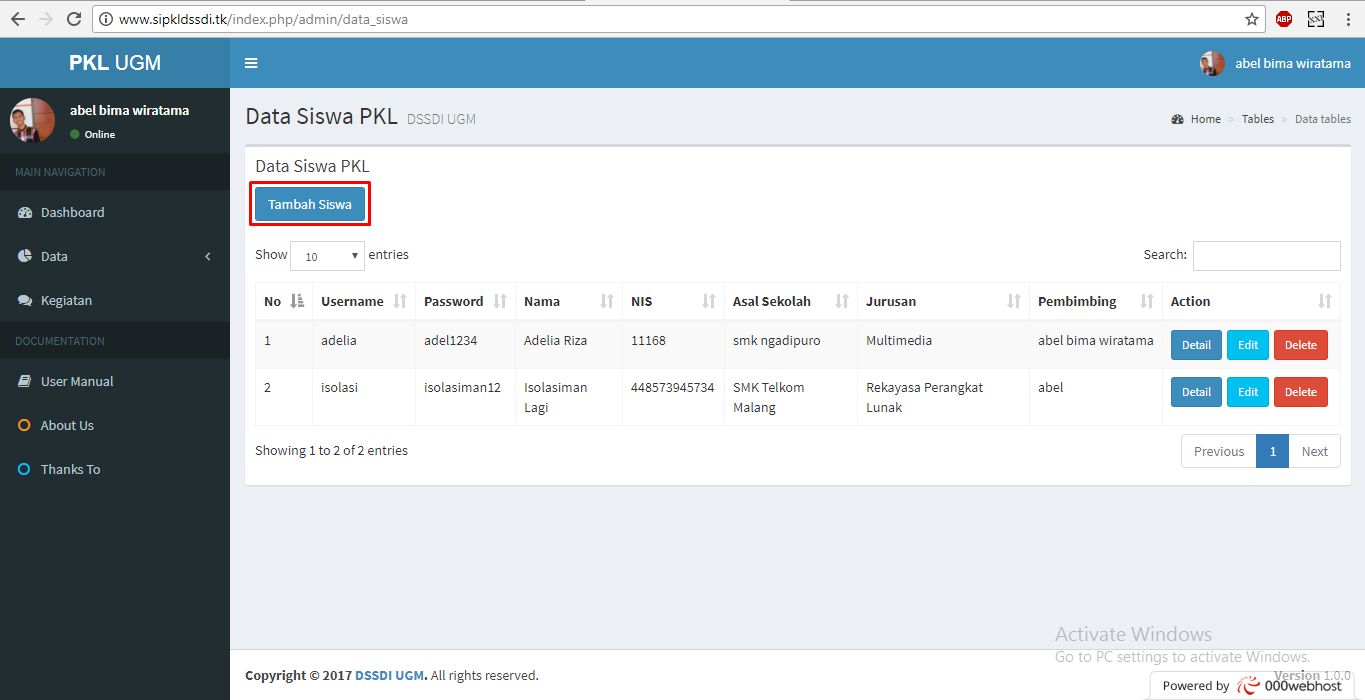 www.sipkldssdi.tk/index.php/admin/data_siswa
ABP
PKL UGM
abel bima wiratama
abel bima wiratama
Online
MAIN NAVIGATION
Dashboard
Data
Kegiatan
DOCUMENTATION
User Manual
About Us
Thanks To
Data Siswa PKL DSSDI UGM
Home > Tables > Data tables
Data Siswa PKL
Tambah Siswa
Show 10 entries
Search:
No Username Password Nama NIS Asal Sekolah Jurusan Pembimbing Action
1 adelia adel1234 Adelia Riza 11168 smk ngadipuro Multimedia abel bima wiratama Detail Edit Delete
2 isolasi isolasiman12 Isolasiman 448573945734 SMK Telkom Rekayasa Perangkat abel Detail Edit Delete
Lagi Malang Lunak
Showing 1 to 2 of 2 entries
Previous 1 Next
Activate Windows
Go to PC settings to activate Windows.
Copyright © 2017 DSSDI UGM. All rights reserved.
Version 1.0.0
Powered by 000webhost